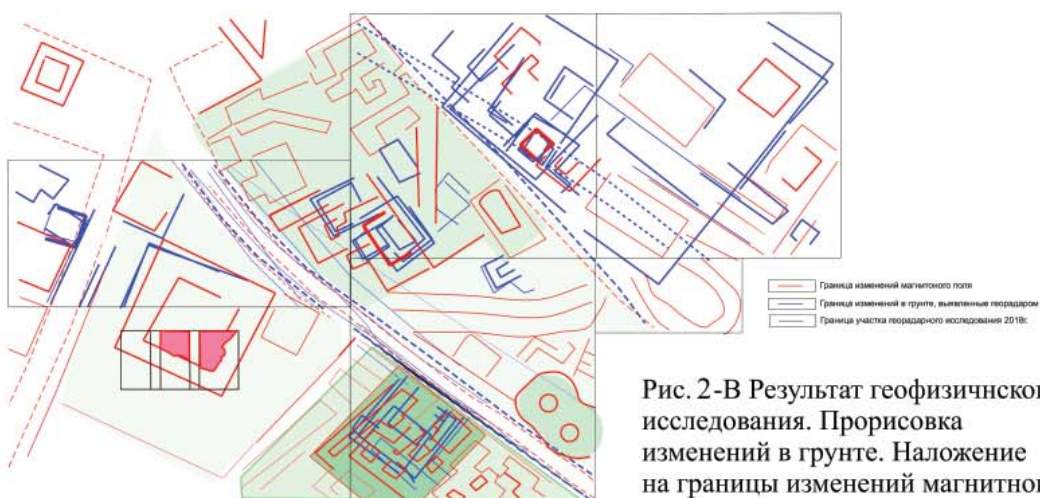 Граница изменений магнитоного поля
Граница изменений в грунте, выявленные георадаром
Граница участка георадарного исследования 2018г.
Рис. 2-В Результат геофизичнског
исследования. Прорисовка
изменений в грунте. Наложение
на границы изменений магнитног